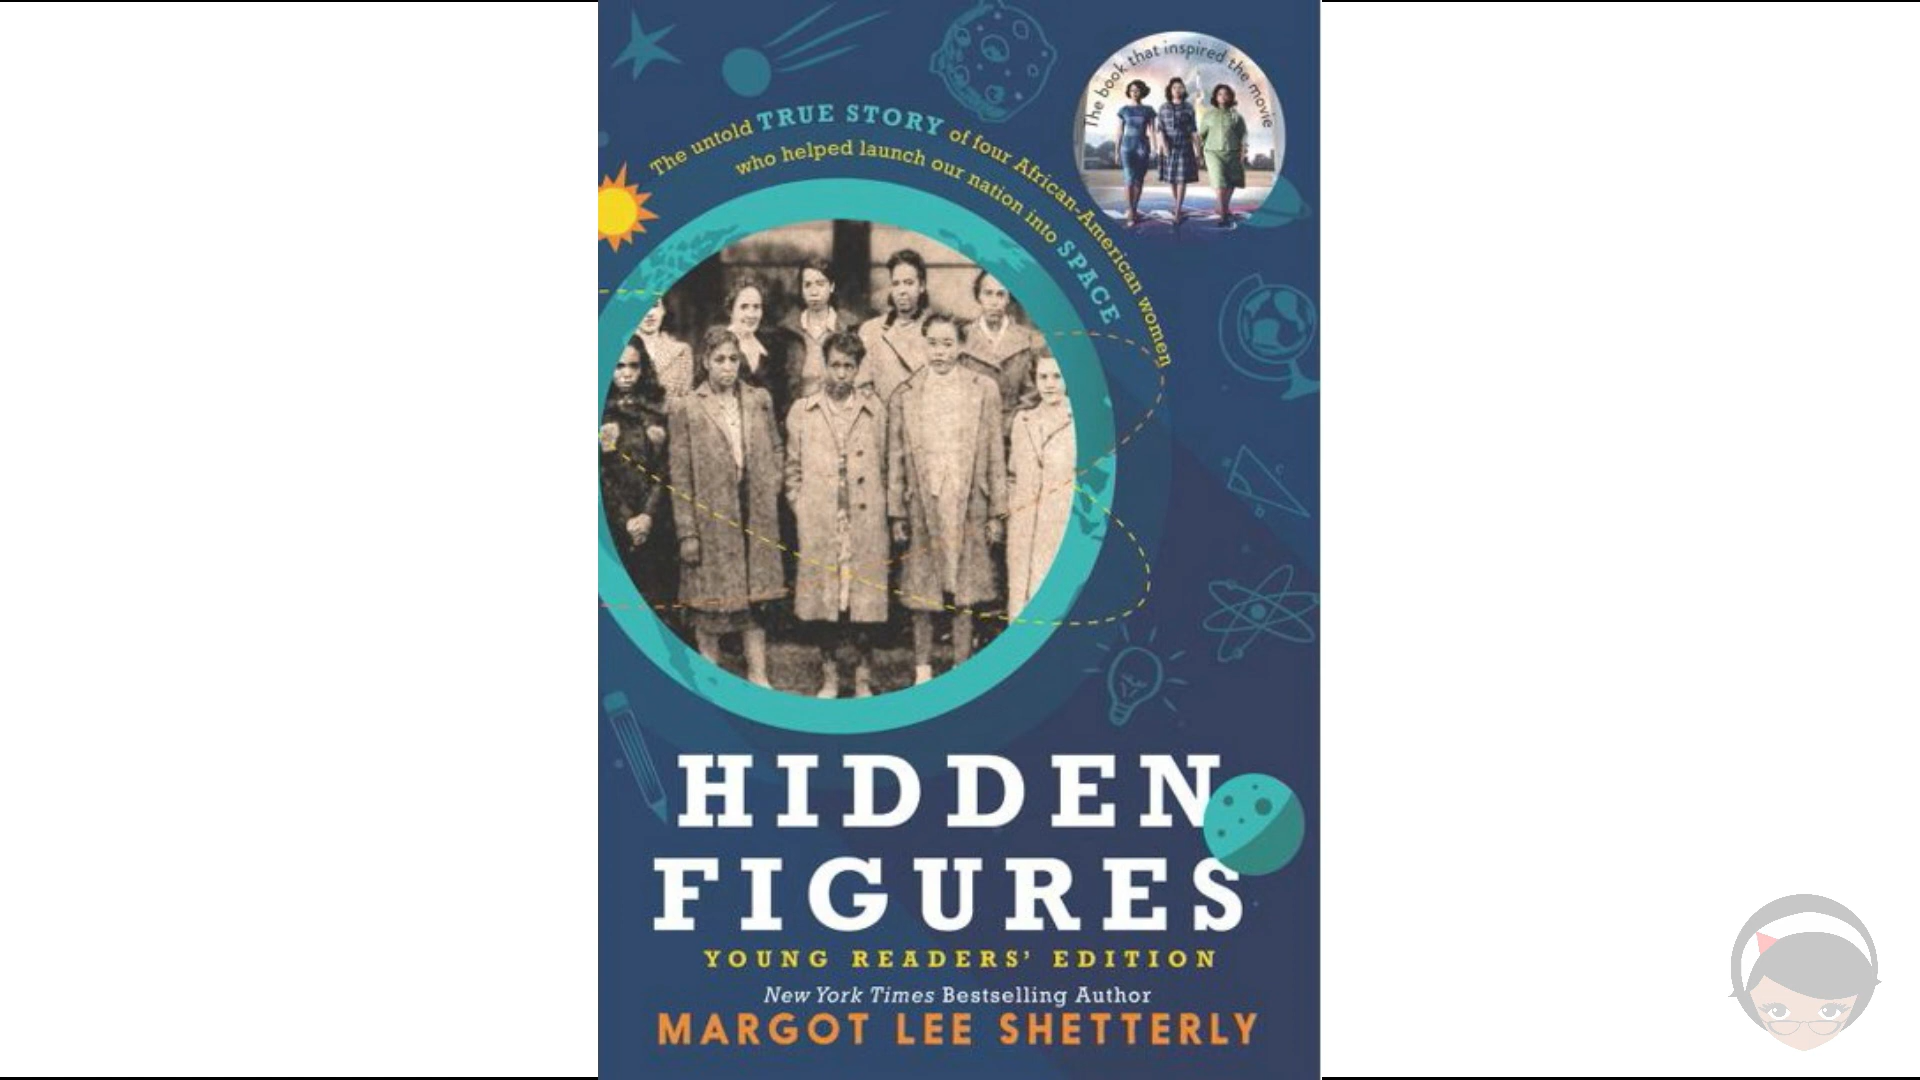 The book that inspired the movie
The untold TRUE STORY of four African-American women
who helped launch our nation into SPACE
HIDDEN
FIGURES
YOUNG READERS' EDITION
New York Times Bestselling Author
MARGOT LEE SHETTERLY